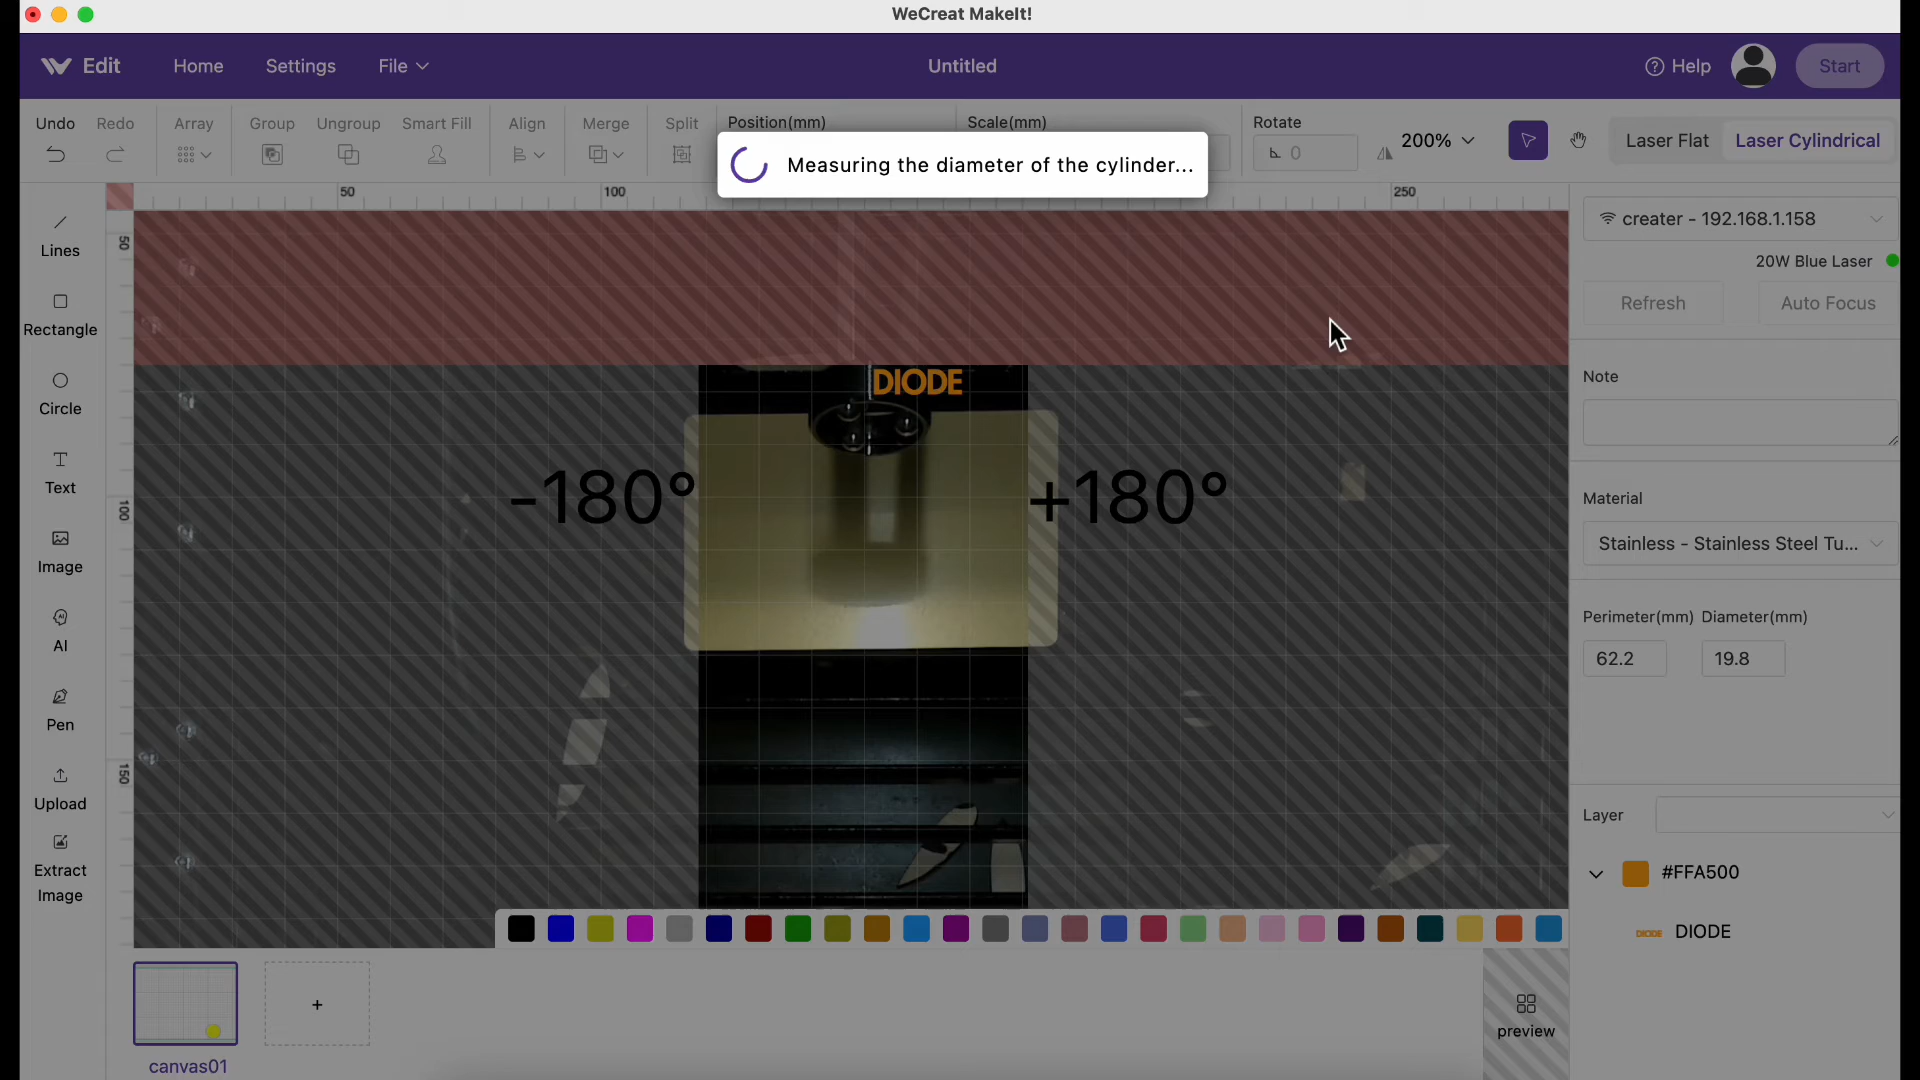 WeCreat MakeIt!
Edit
Home
Settings
File
Untitled
Help
Start
Undo
Redo
Array
Group
Ungroup
Smart Fill
Align
Merge
Split
Position(mm)
Scale(mm)
Rotate
0
200%
Laser Flat
Laser Cylindrical
Measuring the diameter of the cylinder...
50
100
250
50
100
150
Lines
Rectangle
Circle
Text
Image
AI
Pen
Upload
Extract
Image
DIODE
-180°
+180°
creater - 192.168.1.158
20W Blue Laser
Refresh
Auto Focus
Note
Material
Stainless - Stainless Steel Tu...
Perimeter(mm)
Diameter(mm)
62.2
19.8
Layer
#FFA500
DIODE
DIODE
+
canvas01
preview